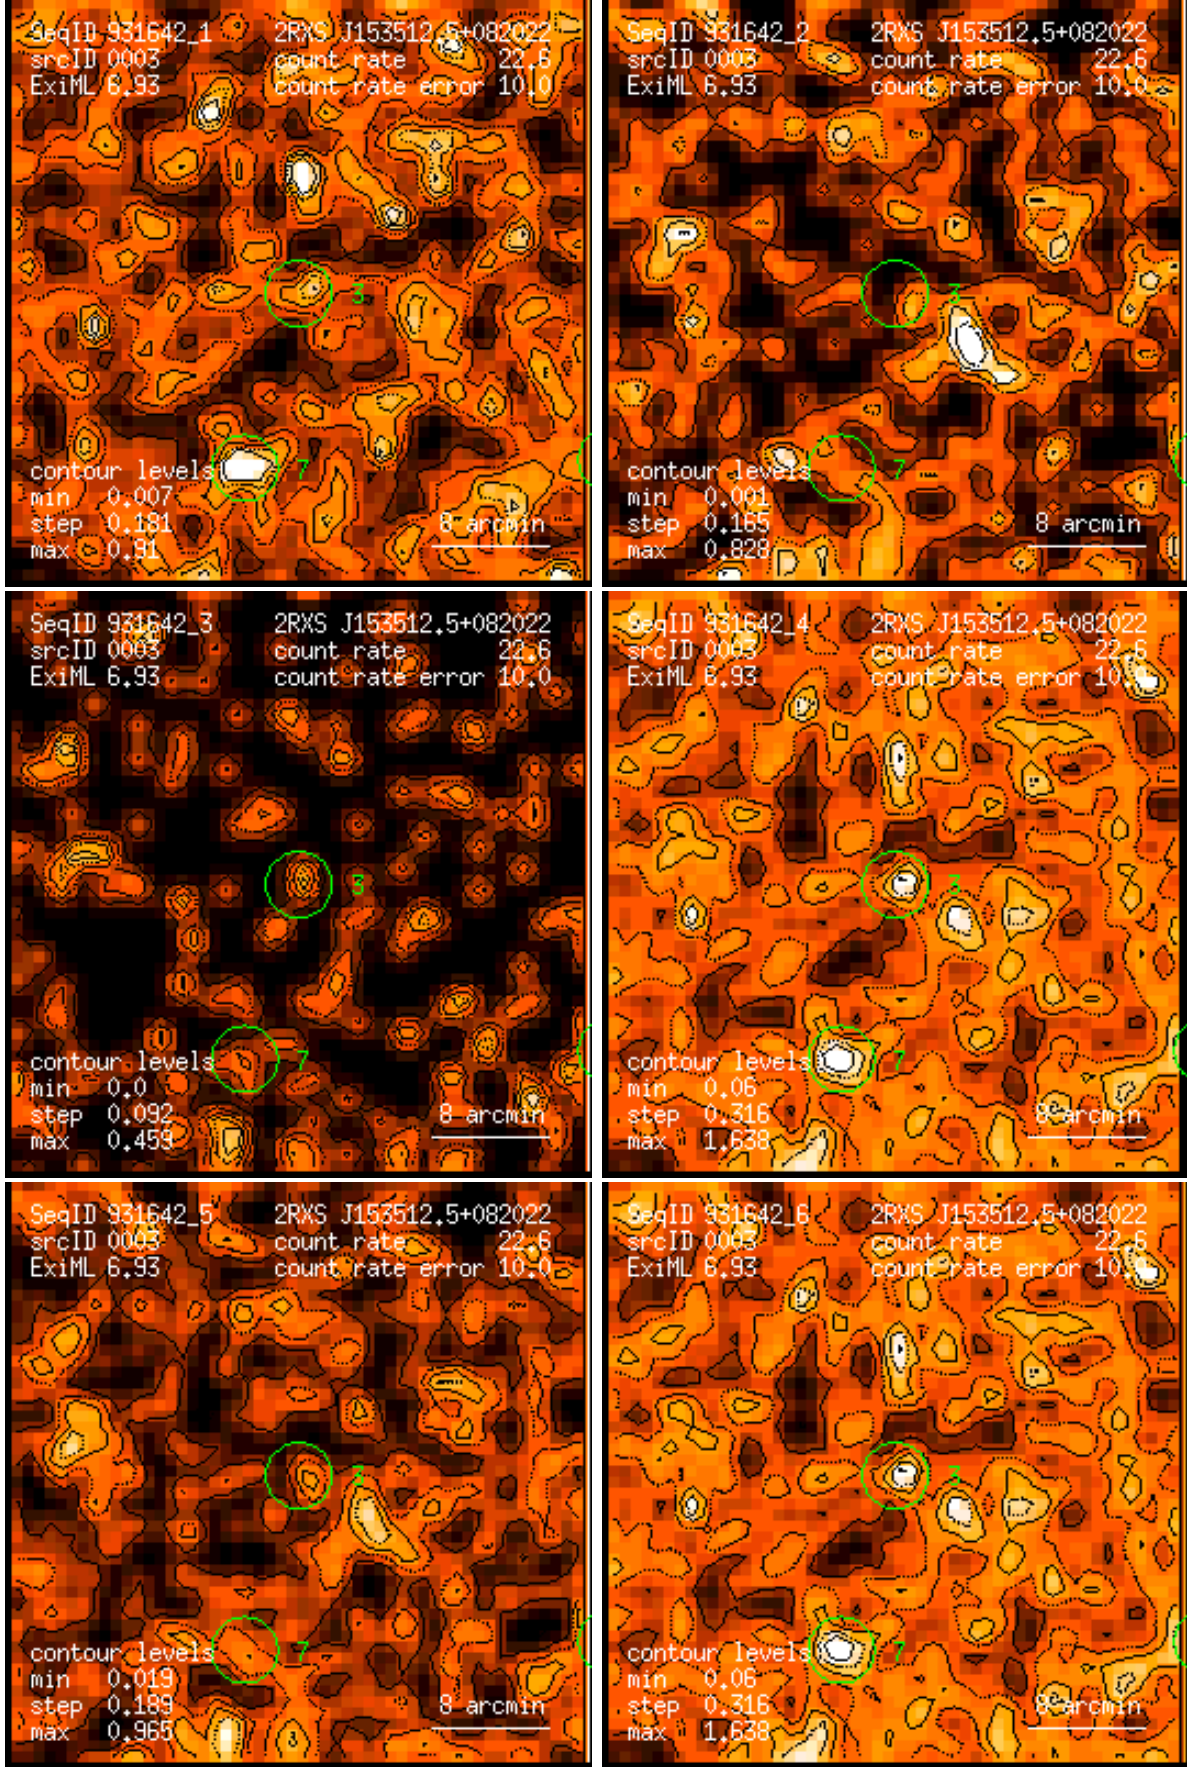 SeqID 931642_1 2RXS J153512.5+082022
srcID 0003 count rate 22.6
ExiML 6.93 count rate error 10.0
3
7
contour levels
min 0.007
step 0.181
max 0.91
8 arcmin
SeqID 931642_2 2RXS J153512.5+082022
srcID 0003 count rate 22.6
ExiML 6.93 count rate error 10.0
3
7
contour levels
min 0.001
step 0.165
max 0.828
8 arcmin
SeqID 931642_3 2RXS J153512.5+082022
srcID 0003 count rate 22.6
ExiML 6.93 count rate error 10.0
3
7
contour levels
min 0.0
step 0.092
max 0.459
8 arcmin
SeqID 931642_4 2RXS J153512.5+082022
srcID 0003 count rate 22.6
ExiML 6.93 count rate error 10.0
3
7
contour levels
min 0.06
step 0.316
max 1.638
8 arcmin
SeqID 931642_5 2RXS J153512.5+082022
srcID 0003 count rate 22.6
ExiML 6.93 count rate error 10.0
3
7
contour levels
min 0.019
step 0.189
max 0.965
8 arcmin
SeqID 931642_6 2RXS J153512.5+082022
srcID 0003 count rate 22.6
ExiML 6.93 count rate error 10.0
3
7
contour levels
min 0.06
step 0.316
max 1.638
8 arcmin